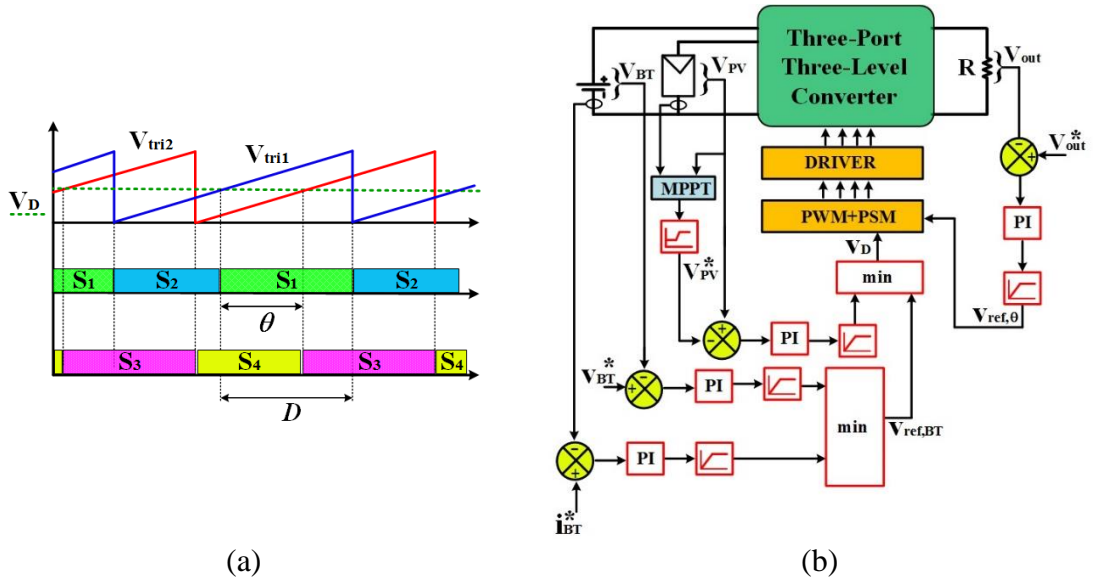 V_tri2
V_tri1
V_D
S₁
S₂
S₁
S₂
θ
S₃
S₄
S₃
S₄
D
(a)
Three-Port
Three-Level
Converter
V_BT
V_PV
R
V_out
DRIVER
V*_out
MPPT
PWM+PSM
PI
V_D
V*_PV
min
V_ref,θ
PI
V*_BT
PI
min
V_ref,BT
PI
i*_BT
(b)